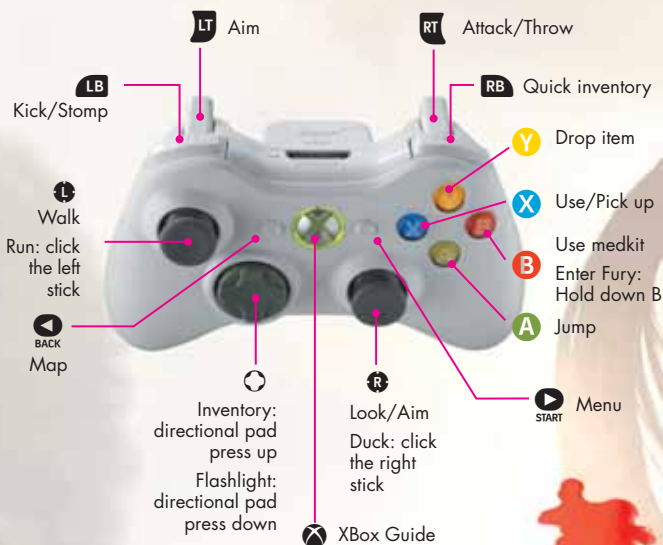 LT Aim
RT Attack/Throw
LB
Kick/Stomp
RB Quick inventory
Y Drop item
L
Walk
Run: click
the left
stick
X Use/Pick up
B Use medkit
Enter Fury:
Hold down B
A Jump
BACK
Map
Inventory:
directional pad
press up
Flashlight:
directional pad
press down
R
Look/Aim
Duck: click
the right
stick
START Menu
XBox Guide